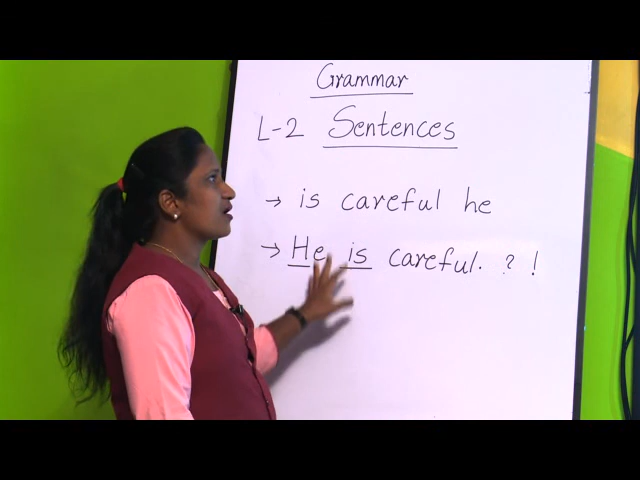 Grammar
L-2 Sentences
→ is careful he
→ He is careful. ? !